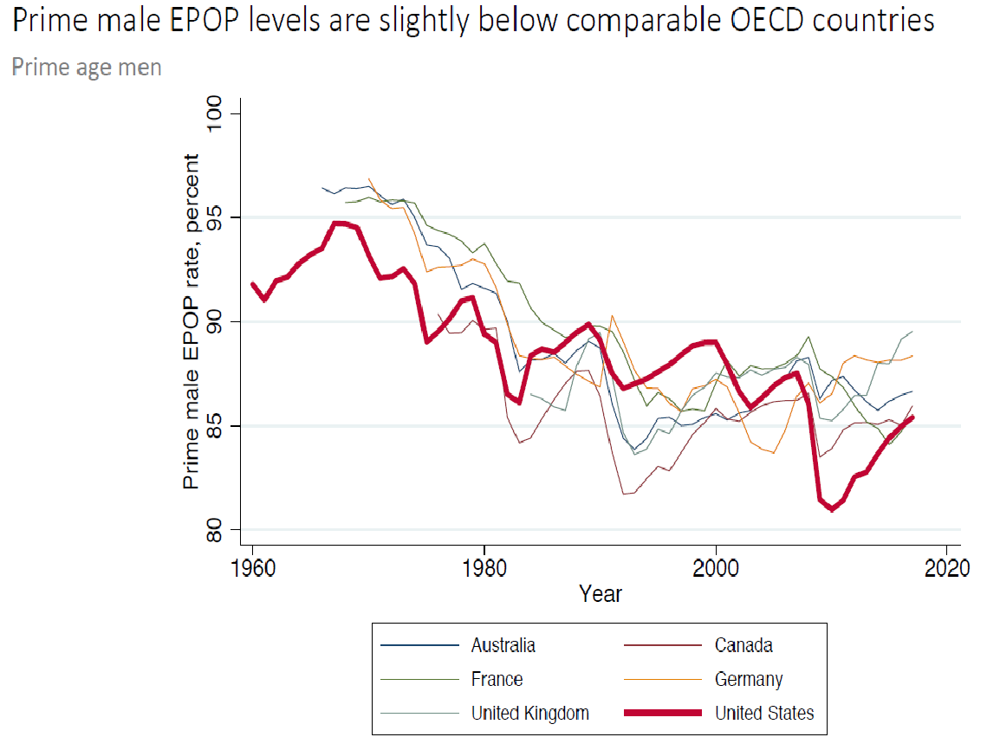 Prime male EPOP levels are slightly below comparable OECD countries
Prime age men
Prime male EPOP rate, percent
100
95
90
85
80
1960 1980 2000 2020
Year
Australia Canada
France Germany
United Kingdom United States